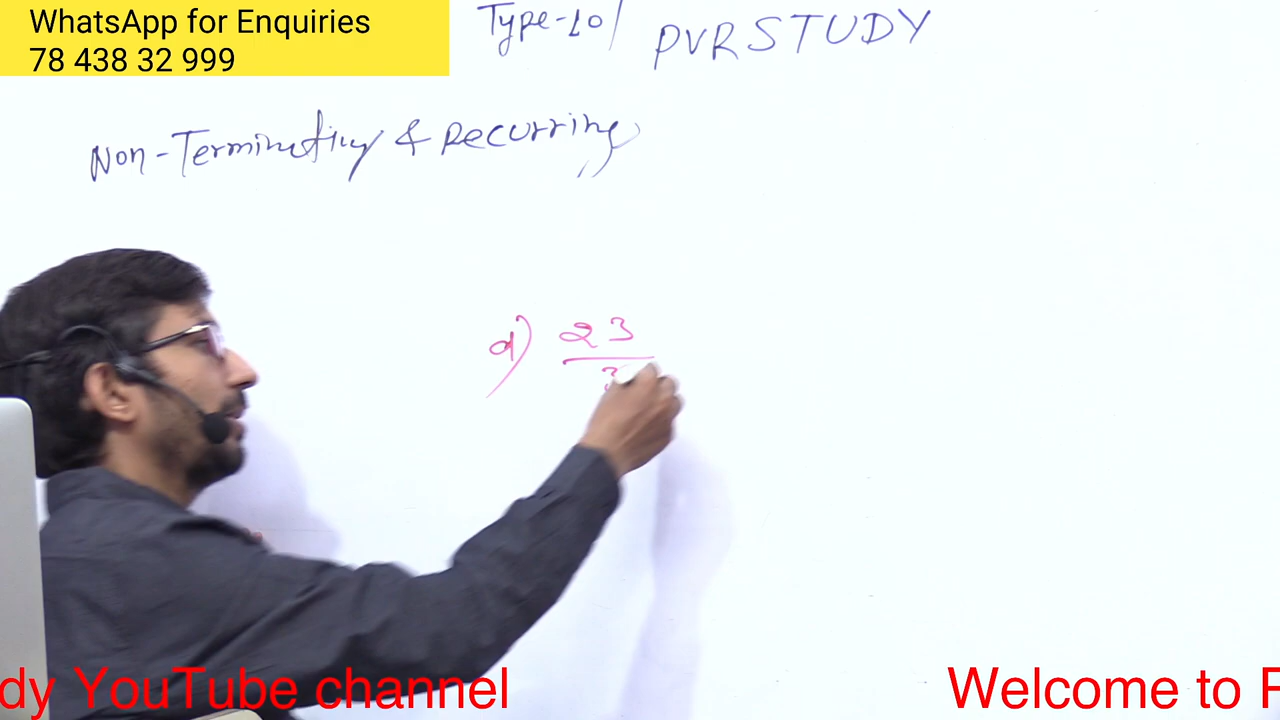 WhatsApp for Enquiries
78 438 32 999
Type-10/ PVRSTUDY
Non-Terminating & Recurring
a) 23
3
dy YouTube channel
Welcome to P